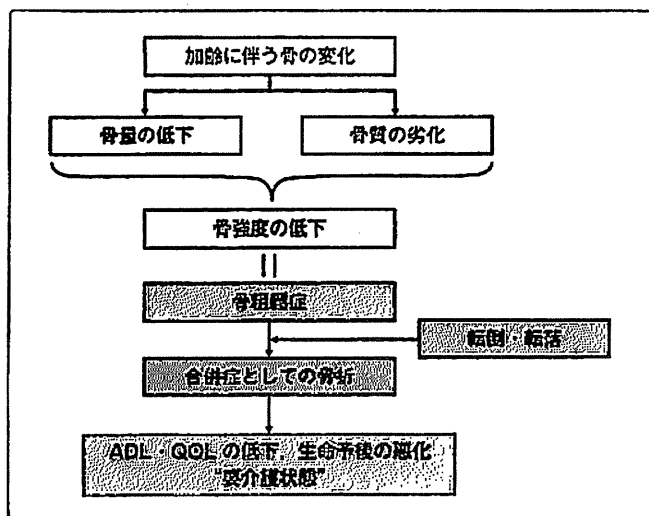 加齢に伴う骨の変化
骨量の低下
骨質の劣化
骨強度の低下
骨粗鬆症
転倒・転落
合併症としての骨折
ADL・QOLの低下，生命予後の悪化
“要介護状態”